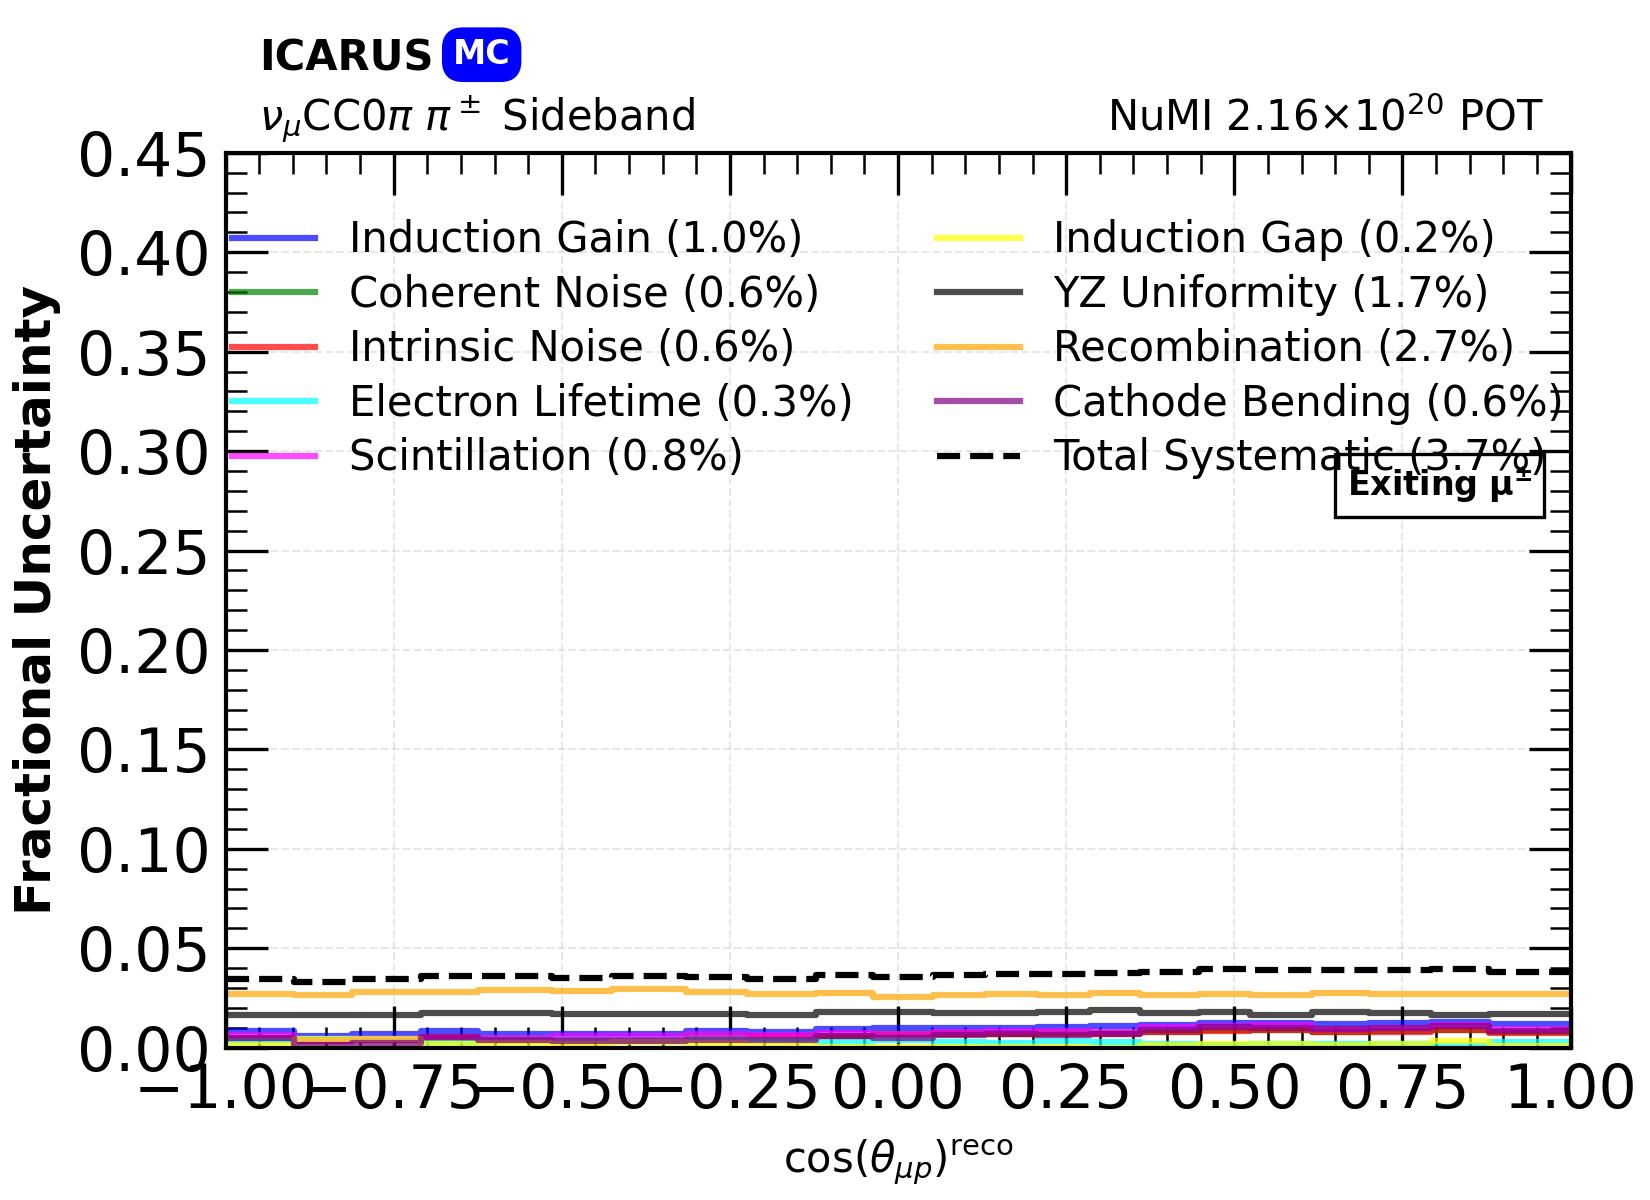 ICARUS MC
νμCC0π π± Sideband
NuMI 2.16×10²⁰ POT
Fractional Uncertainty
0.45
0.40
0.35
0.30
0.25
0.20
0.15
0.10
0.05
0.00
Induction Gain (1.0%)
Coherent Noise (0.6%)
Intrinsic Noise (0.6%)
Electron Lifetime (0.3%)
Scintillation (0.8%)
Induction Gap (0.2%)
YZ Uniformity (1.7%)
Recombination (2.7%)
Cathode Bending (0.6%)
Total Systematic (3.7%)
Exiting μ±
−1.00 −0.75 −0.50 −0.25 0.00 0.25 0.50 0.75 1.00
cos(θμp)reco